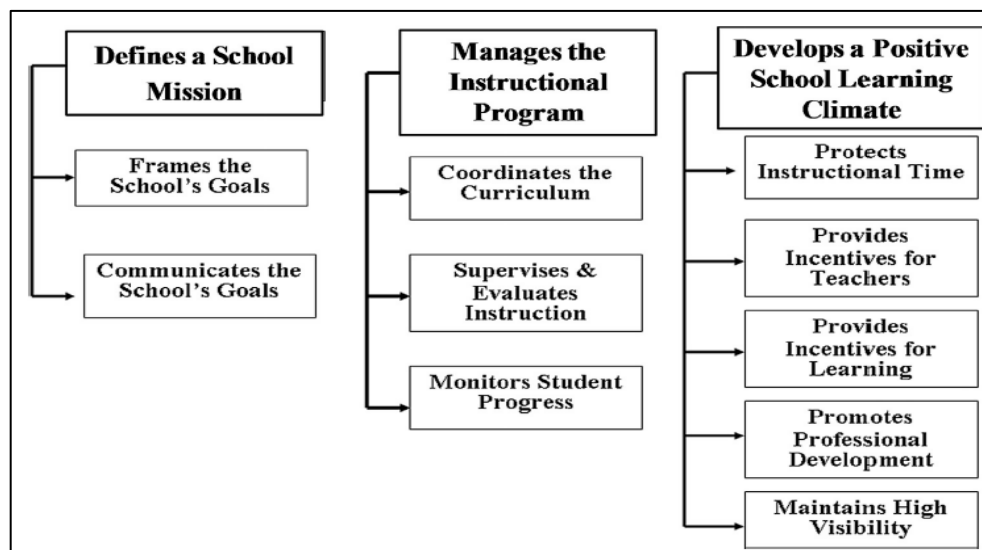 Defines a School
Mission
Frames the
School’s Goals
Communicates the
School’s Goals
Manages the
Instructional
Program
Coordinates the
Curriculum
Supervises &
Evaluates
Instruction
Monitors Student
Progress
Develops a Positive
School Learning
Climate
Protects
Instructional Time
Provides
Incentives for
Teachers
Provides
Incentives for
Learning
Promotes
Professional
Development
Maintains High
Visibility